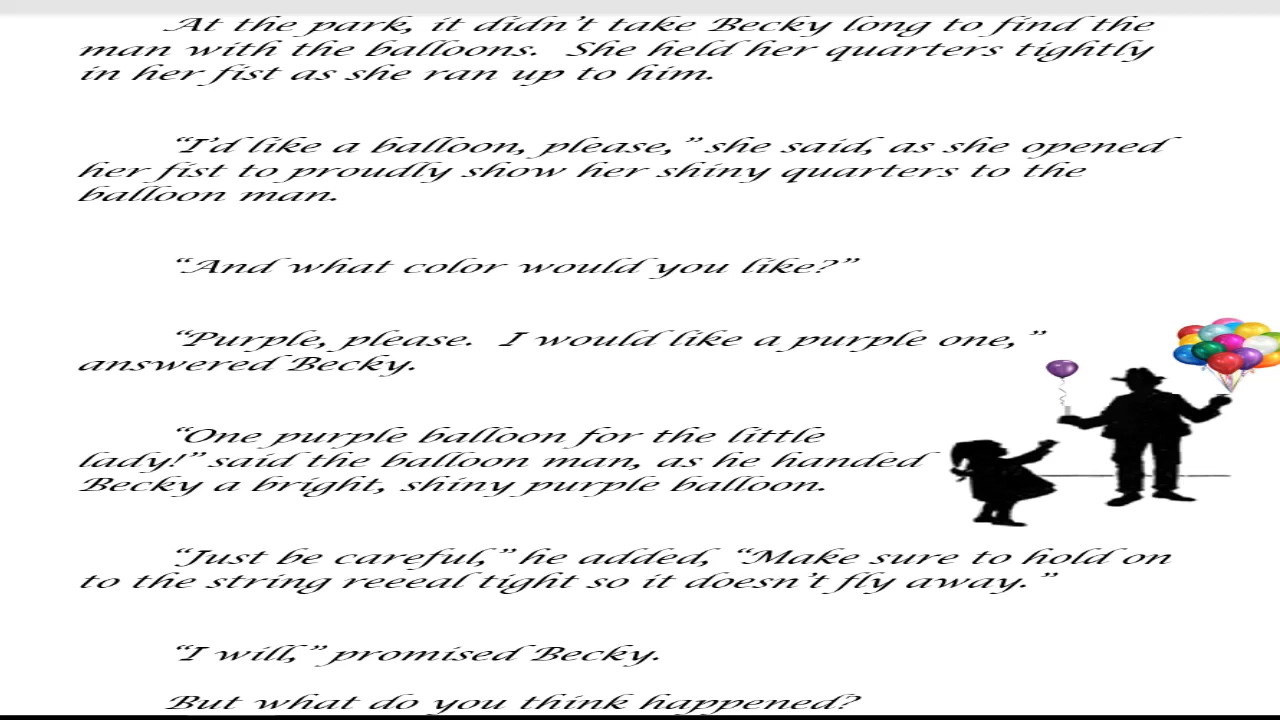 At the park, it didn't take Becky long to find the
man with the balloons.  She held her quarters tightly
in her fist as she ran up to him.
“I'd like a balloon, please,” she said, as she opened
her fist to proudly show her shiny quarters to the
balloon man.
“And what color would you like?”
“Purple, please.  I would like a purple one,”
answered Becky.
“One purple balloon for the little
lady!” said the balloon man, as he handed
Becky a bright, shiny purple balloon.
“Just be careful,” he added, “Make sure to hold on
to the string reeeal tight so it doesn't fly away.”
“I will,” promised Becky.
But what do you think happened?